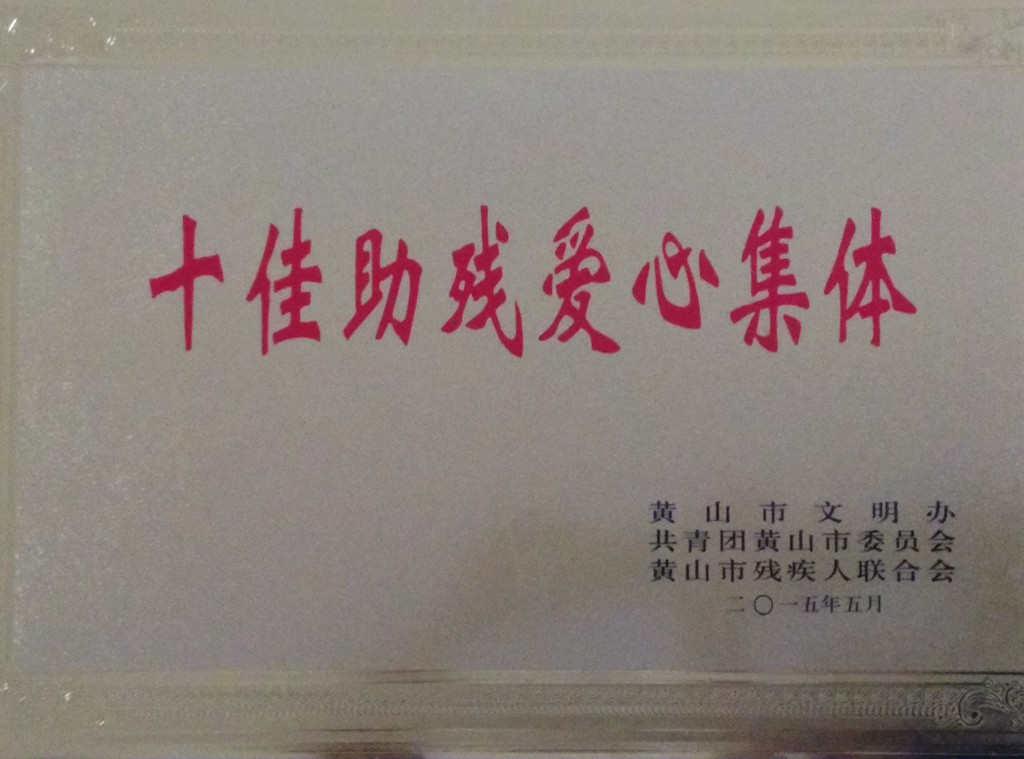 十佳助残爱心集体
黄山市文明办
共青团黄山市委员会
黄山市残疾人联合会
二〇一五年五月